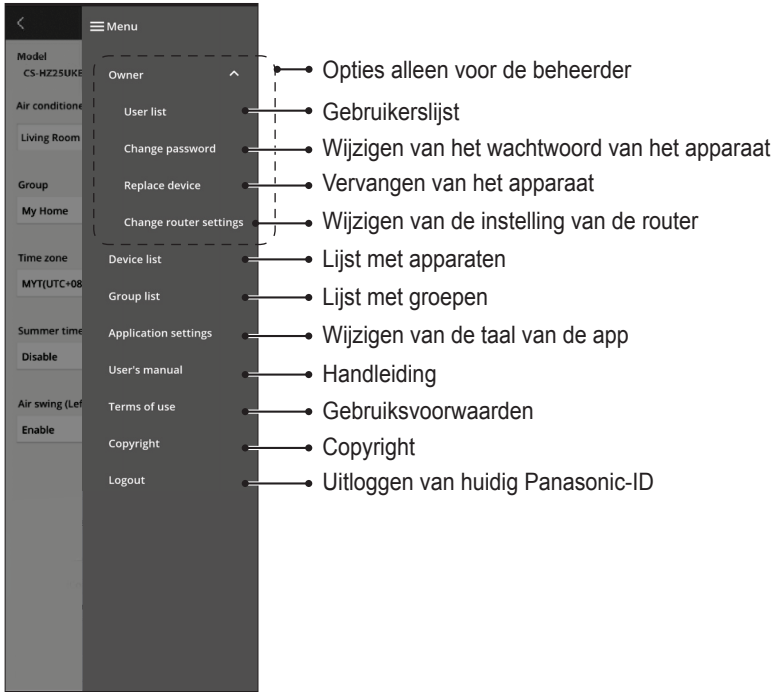 Menu
Model
CS-HZ25UKE
Air conditione
Living Room
Group
My Home
Time zone
MYT(UTC+08
Summer time
Disable
Air swing (Lef
Enable
Owner
User list
Change password
Replace device
Change router settings
Device list
Group list
Application settings
User's manual
Terms of use
Copyright
Logout
Opties alleen voor de beheerder
Gebruikerslijst
Wijzigen van het wachtwoord van het apparaat
Vervangen van het apparaat
Wijzigen van de instelling van de router
Lijst met apparaten
Lijst met groepen
Wijzigen van de taal van de app
Handleiding
Gebruiksvoorwaarden
Copyright
Uitloggen van huidig Panasonic-ID